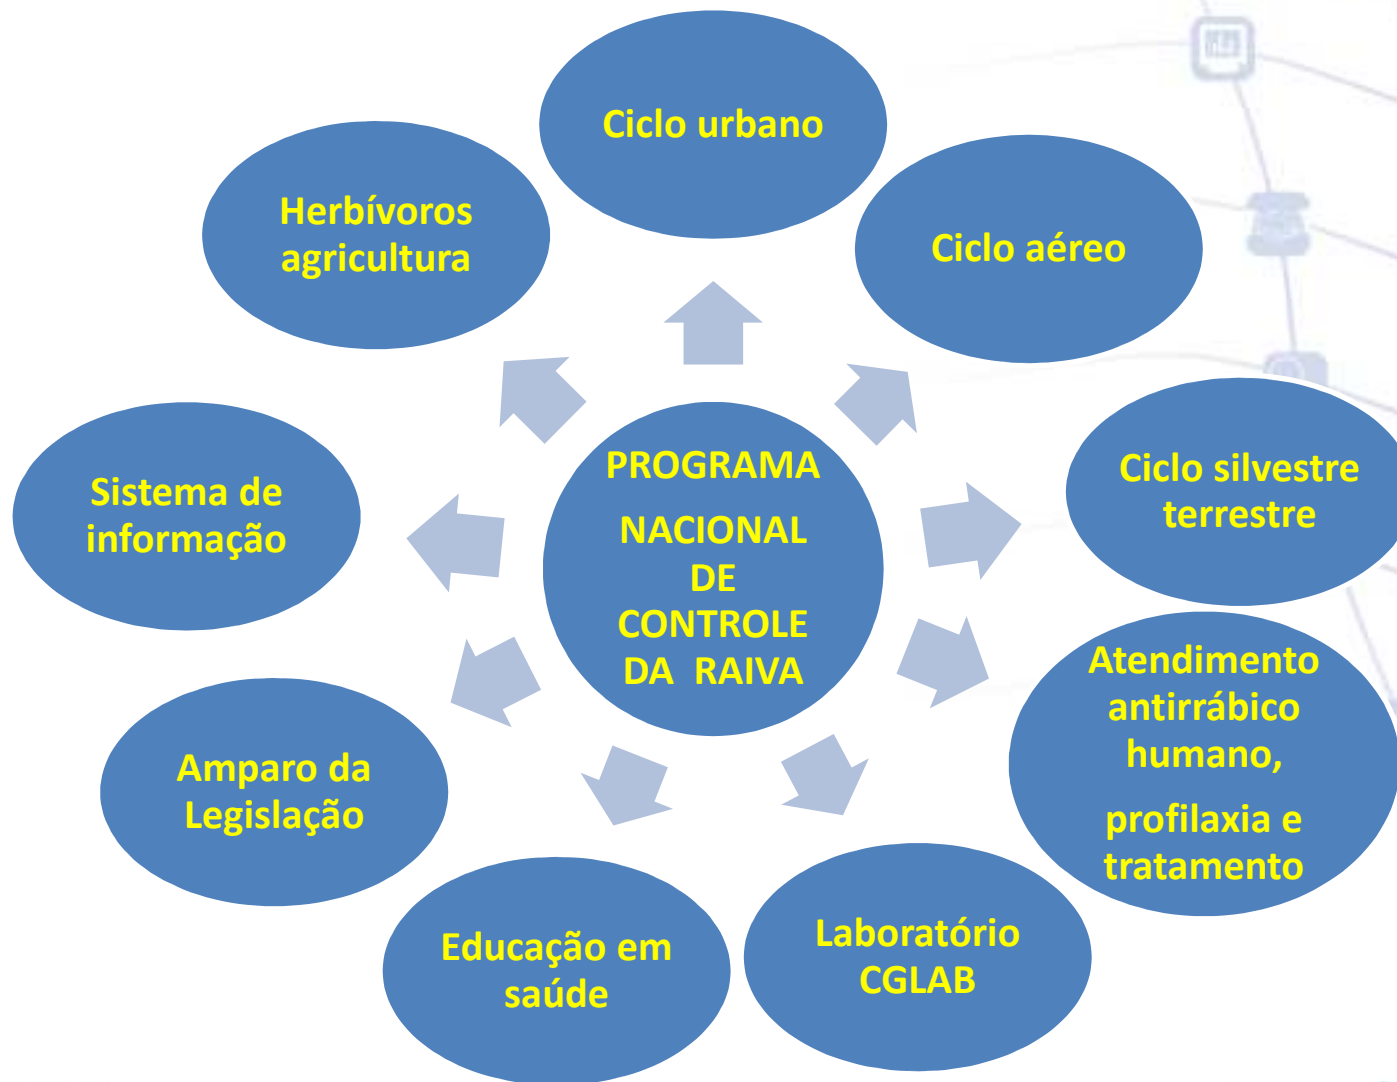 Ciclo urbano
Herbívoros
agricultura
Ciclo aéreo
PROGRAMA
NACIONAL
DE
CONTROLE
DA RAIVA
Ciclo silvestre
terrestre
Sistema de
informação
Atendimento
antirrábico
humano,
profilaxia e
tratamento
Amparo da
Legislação
Laboratório
CGLAB
Educação em
saúde